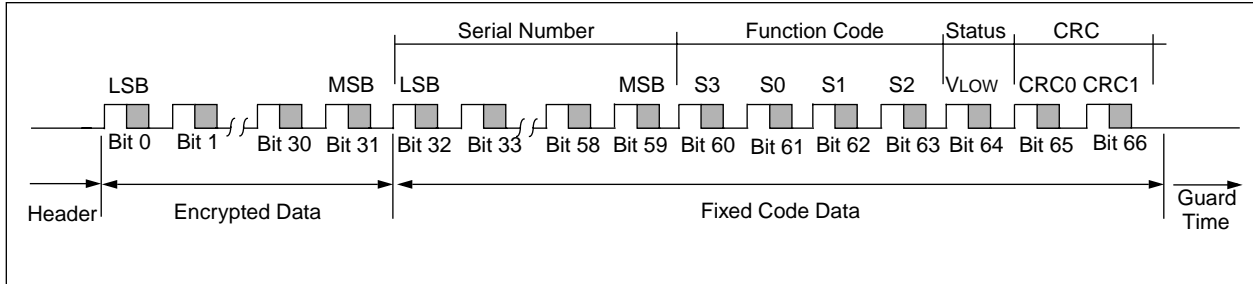 Serial Number Function Code Status CRC
LSB MSB LSB MSB S3 S0 S1 S2 VLOW CRC0 CRC1
Bit 0 Bit 1 Bit 30 Bit 31 Bit 32 Bit 33 Bit 58 Bit 59 Bit 60 Bit 61 Bit 62 Bit 63 Bit 64 Bit 65 Bit 66
Header Encrypted Data Fixed Code Data Guard
Time